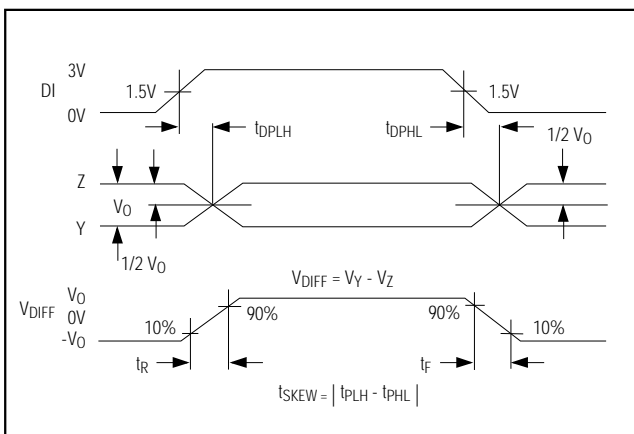 3V
DI
1.5V
1.5V
0V
tDPLH
tDPHL
1/2 VO
Z
VO
Y
1/2 VO
VDIFF = VY - VZ
VO
VDIFF 0V
-VO
10%
90%
90%
10%
tR
tF
tSKEW = | tPLH - tPHL |